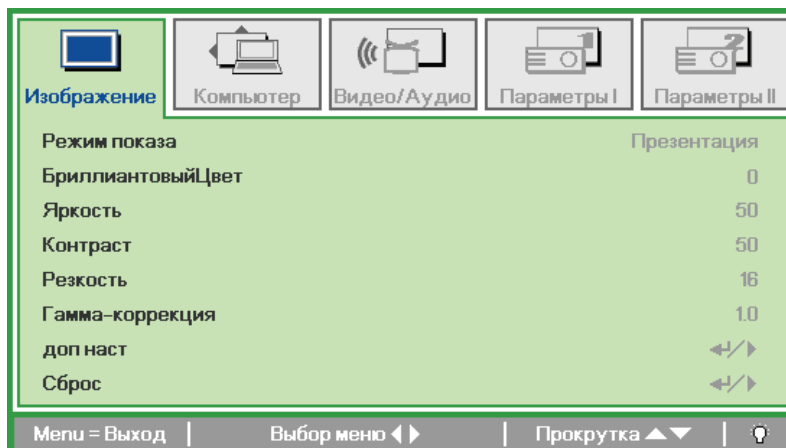 Изображение Компьютер Видео/Аудио Параметры I Параметры II
Режим показа Презентация
БриллиантовыйЦвет 0
Яркость 50
Контраст 50
Резкость 16
Гамма-коррекция 1.0
доп наст
Сброс
Menu = Выход Выбор меню Прокрутка